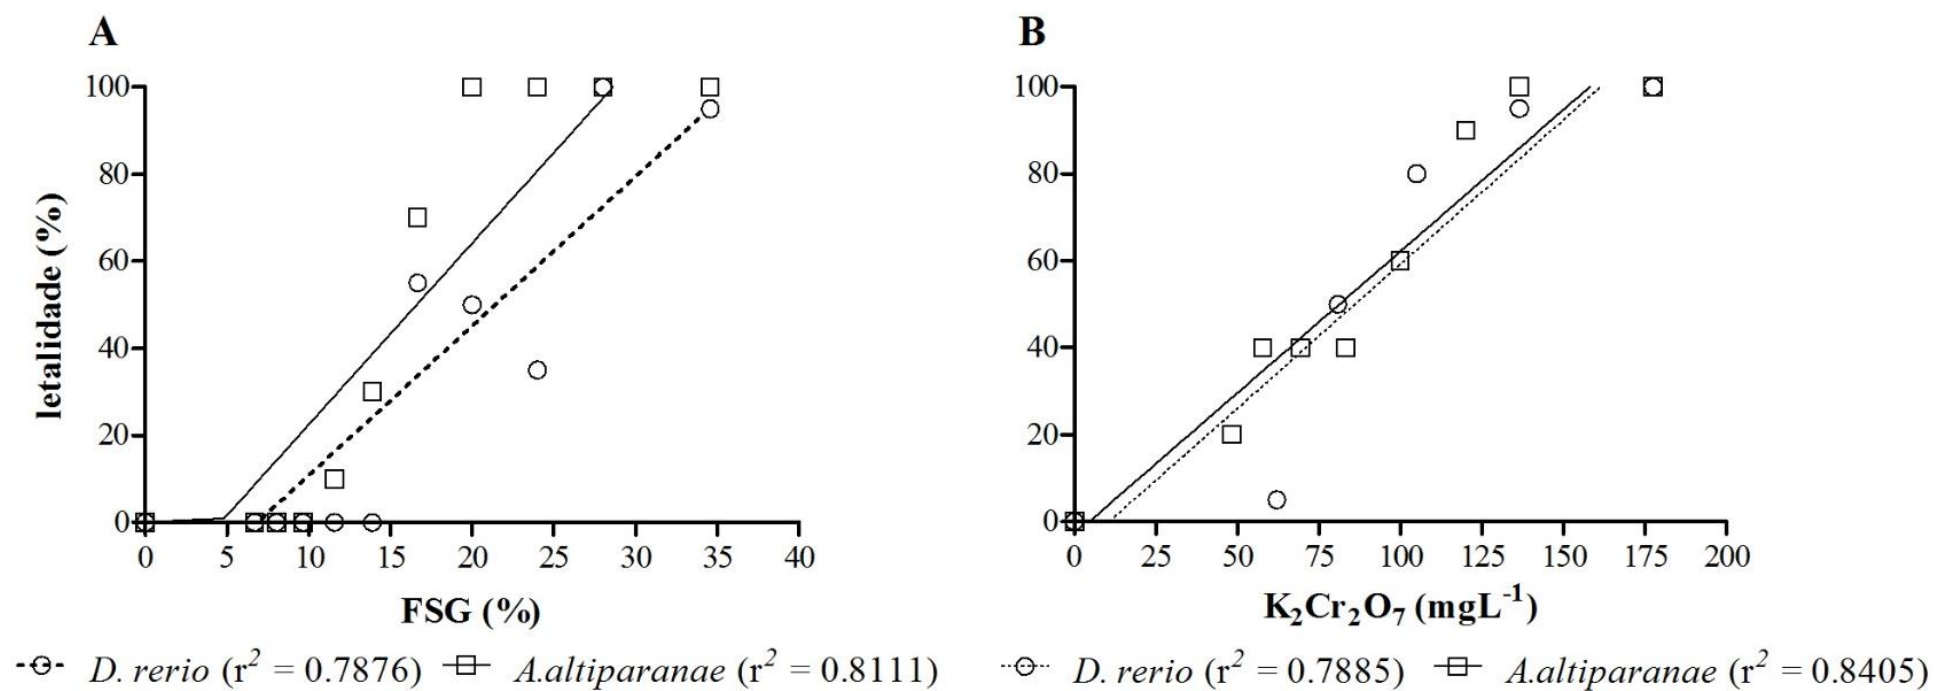 A
letalidade (%)
100
80
60
40
20
0
0 5 10 15 20 25 30 35 40
FSG (%)
D. rerio (r² = 0.7876) A.altiparanae (r² = 0.8111)
B
100
80
60
40
20
0
0 25 50 75 100 125 150 175 200
K₂Cr₂O₇ (mgL⁻¹)
D. rerio (r² = 0.7885) A.altiparanae (r² = 0.8405)